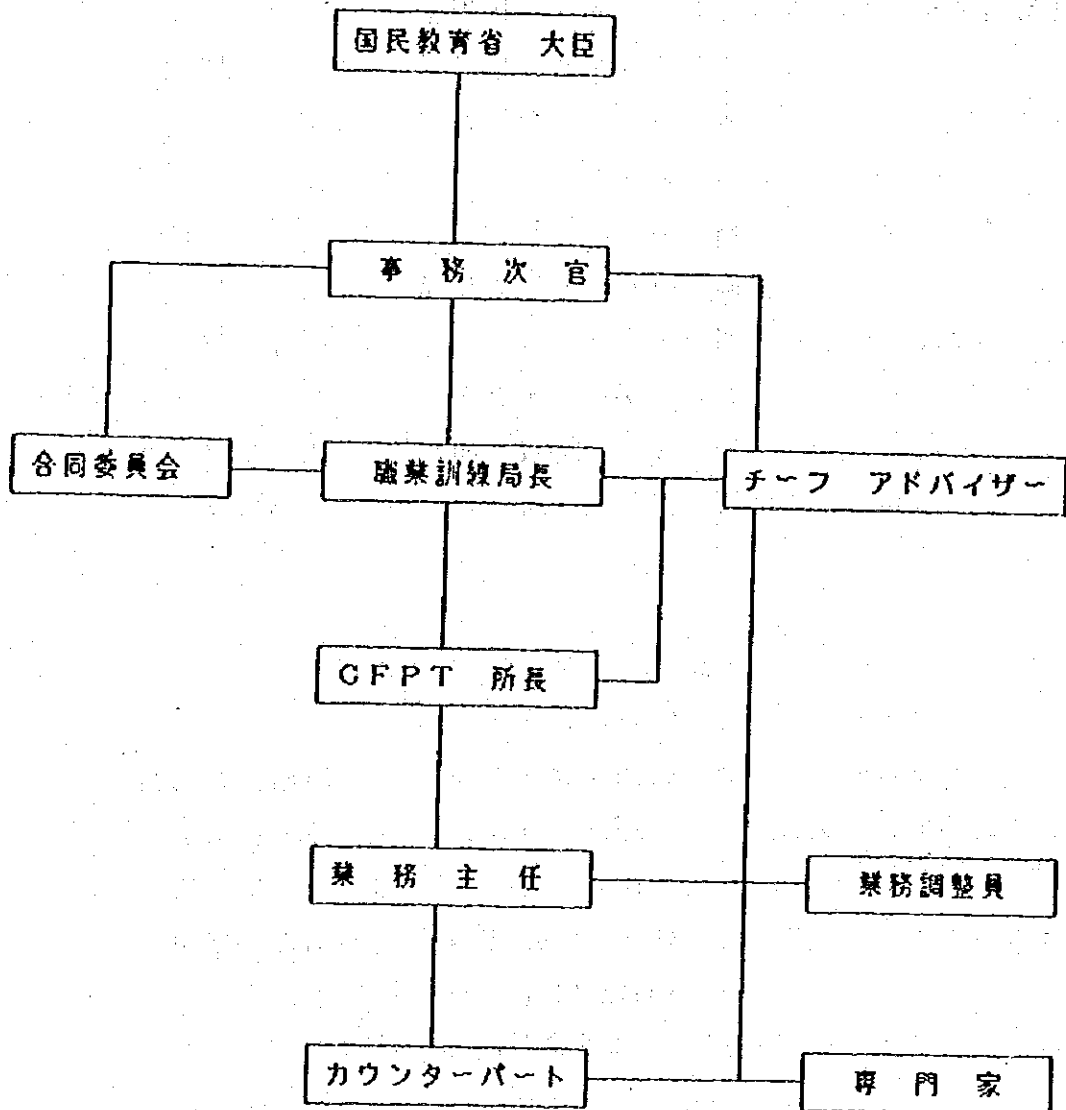 国民教育省 大臣
事務次官
合同委員会
職業訓練局長
チーフ アドバイザー
CFPT 所長
業務主任
業務調整員
カウンターパート
専門家